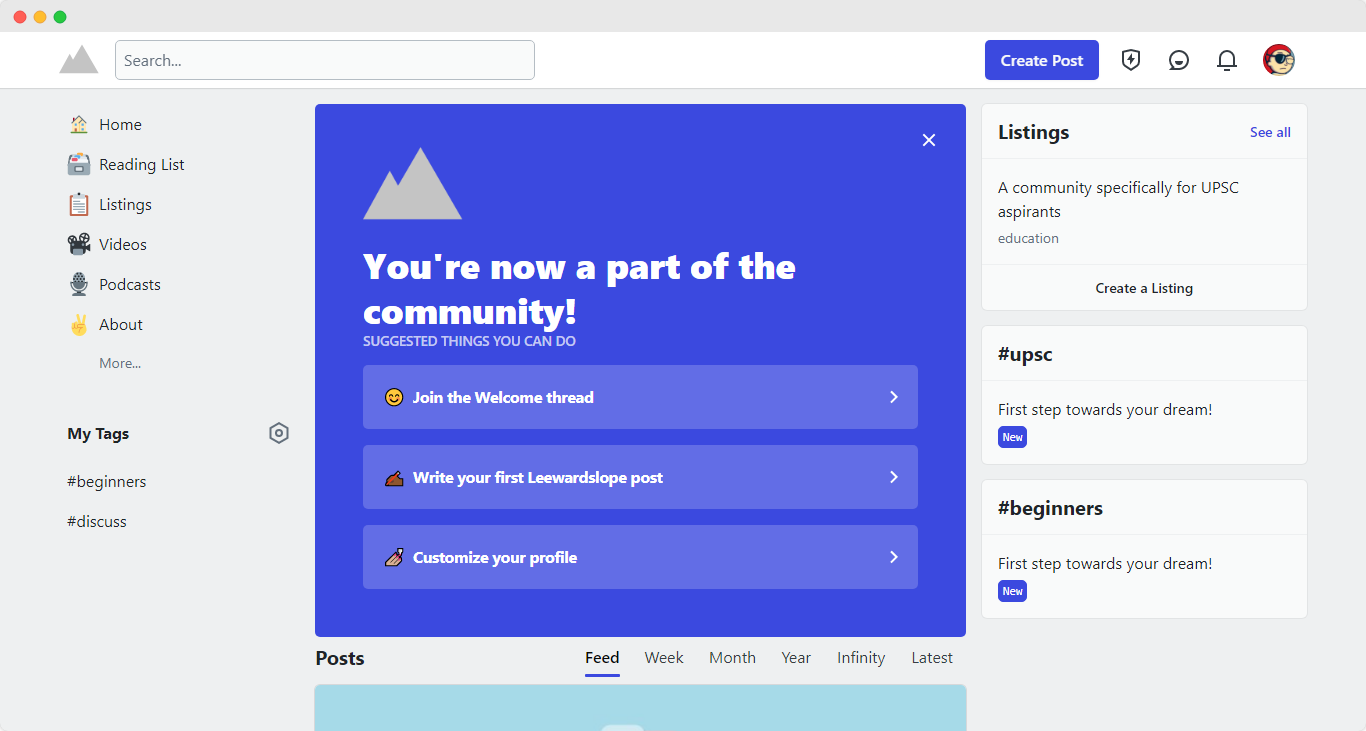 Search...
Create Post
Home
Reading List
Listings
Videos
Podcasts
About
More...
My Tags
#beginners
#discuss
You're now a part of the
community!
SUGGESTED THINGS YOU CAN DO
Join the Welcome thread
Write your first Leewardslope post
Customize your profile
Posts
Feed Week Month Year Infinity Latest
Listings
See all
A community specifically for UPSC
aspirants
education
Create a Listing
#upsc
First step towards your dream!
New
#beginners
First step towards your dream!
New